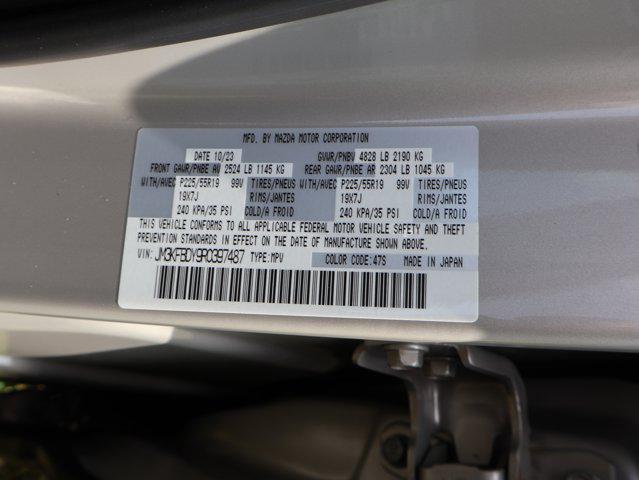 MFD. BY MAZDA MOTOR CORPORATION
DATE 10/23 GVWR/PNBV 4828 LB 2190 KG
FRONT GAWR/PNBE AV 2524 LB 1145 KG REAR GAWR/PNBE AR 2304 LB 1045 KG
WITH/AVEC P225/55R19 99V TIRES/PNEUS WITH/AVEC P225/55R19 99V TIRES/PNEUS
19X7J RIMS/JANTES 19X7J RIMS/JANTES
240 KPA/35 PSI COLD/A FROID 240 KPA/35 PSI COLD/A FROID
THIS VEHICLE CONFORMS TO ALL APPLICABLE FEDERAL MOTOR VEHICLE SAFETY AND THEFT
PREVENTION STANDARDS IN EFFECT ON THE DATE OF MANUFACTURE SHOWN ABOVE.
VIN: JM3KFBDY9R0397487 TYPE:MPV COLOR CODE:47S MADE IN JAPAN